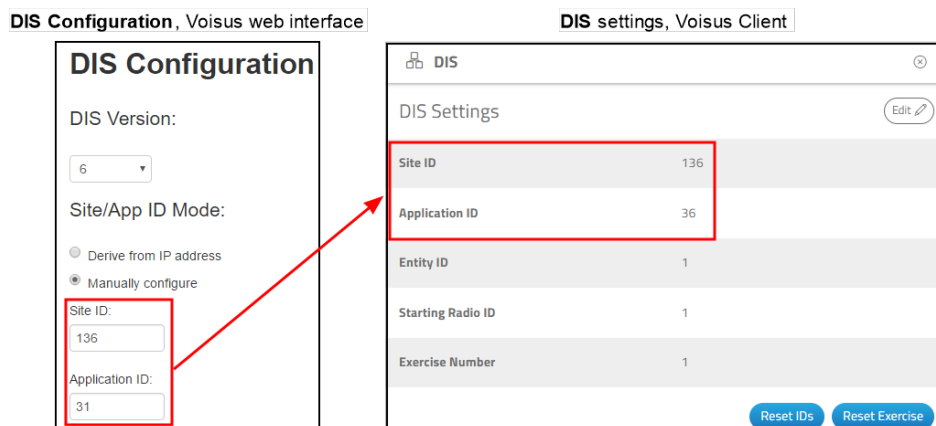 DIS Configuration, Voisus web interface
DIS Configuration
DIS Version:
6
Site/App ID Mode:
Derive from IP address
Manually configure
Site ID:
136
Application ID:
31
DIS settings, Voisus Client
DIS
DIS Settings
Edit
Site ID 136
Application ID 36
Entity ID 1
Starting Radio ID 1
Exercise Number 1
Reset IDs Reset Exercise